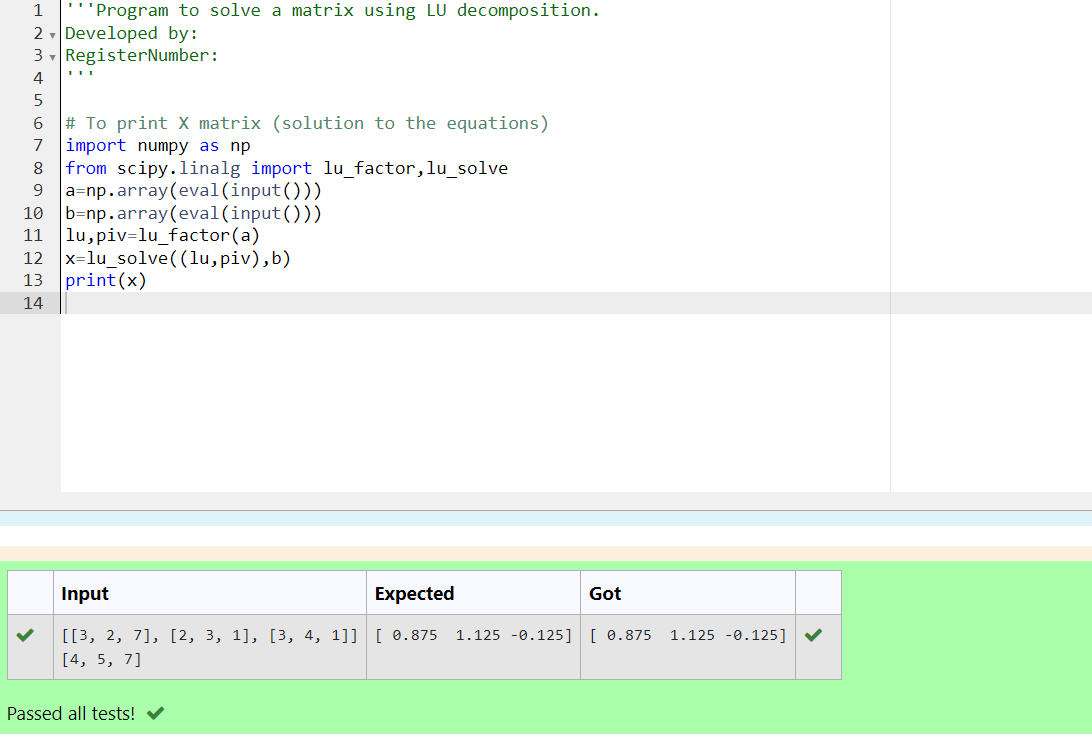 1 '''Program to solve a matrix using LU decomposition.
2 Developed by:
3 RegisterNumber:
4 '''
5
6 # To print X matrix (solution to the equations)
7 import numpy as np
8 from scipy.linalg import lu_factor,lu_solve
9 a=np.array(eval(input()))
10 b=np.array(eval(input()))
11 lu,piv=lu_factor(a)
12 x=lu_solve((lu,piv),b)
13 print(x)
14
Input Expected Got
[[3, 2, 7], [2, 3, 1], [3, 4, 1]] [ 0.875  1.125 -0.125] [ 0.875  1.125 -0.125]
[4, 5, 7]
Passed all tests!